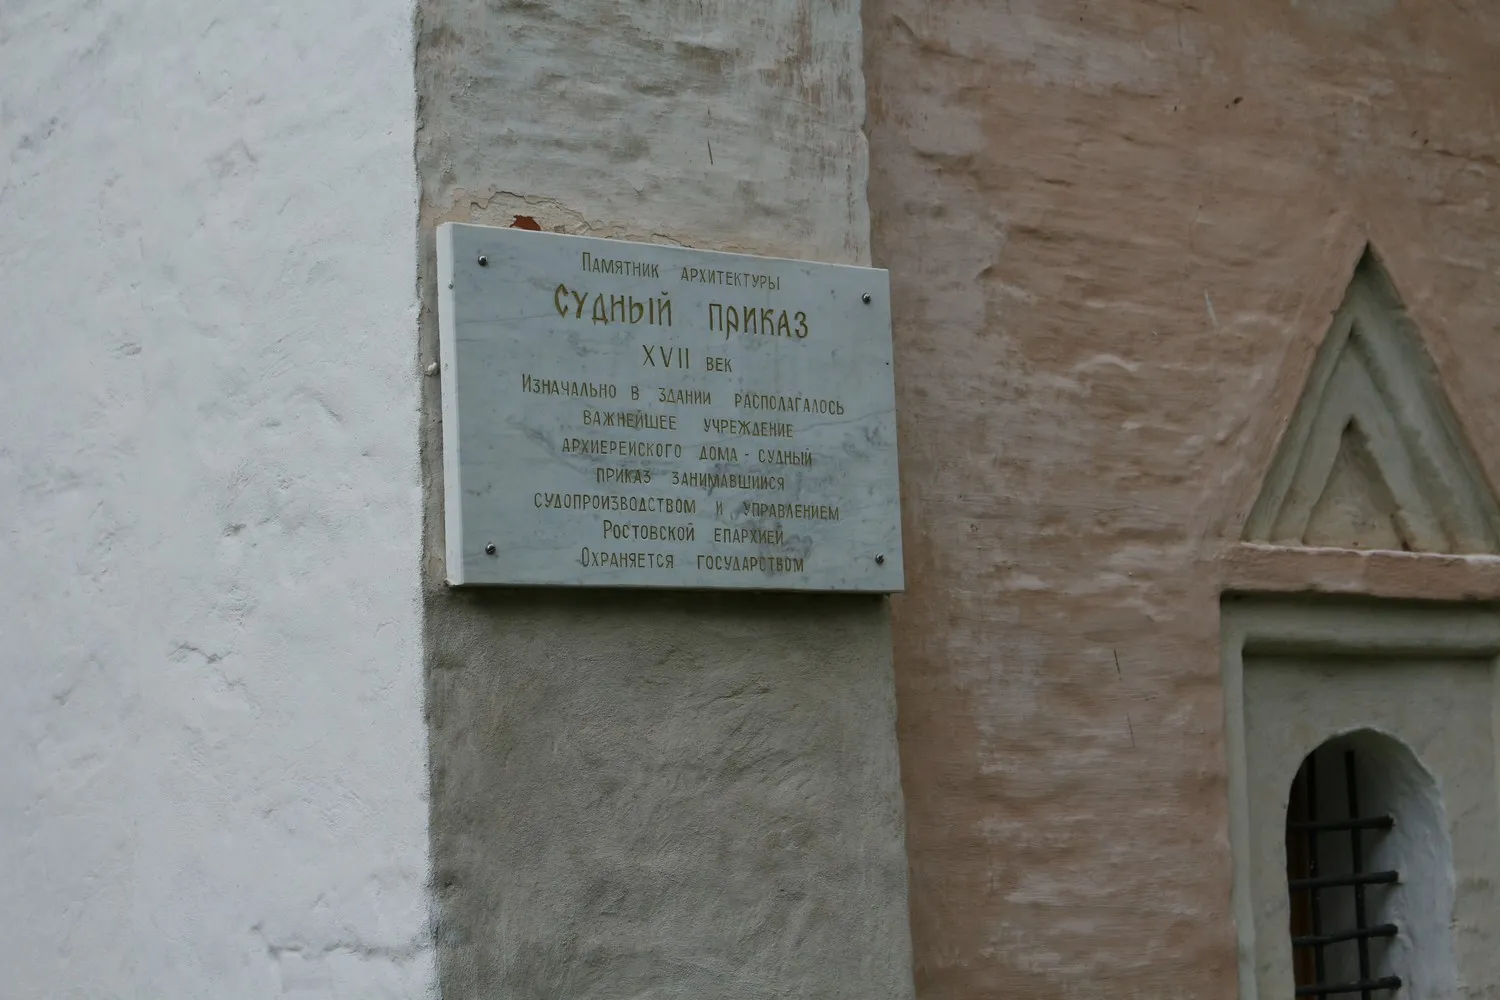 Памятник архитектуры
Судный приказ
XVII век
Изначально в здании располагалось
важнейшее учреждение
архиерейского дома - судный
приказ занимавшийся
судопроизводством и управлением
Ростовской епархией
Охраняется государством